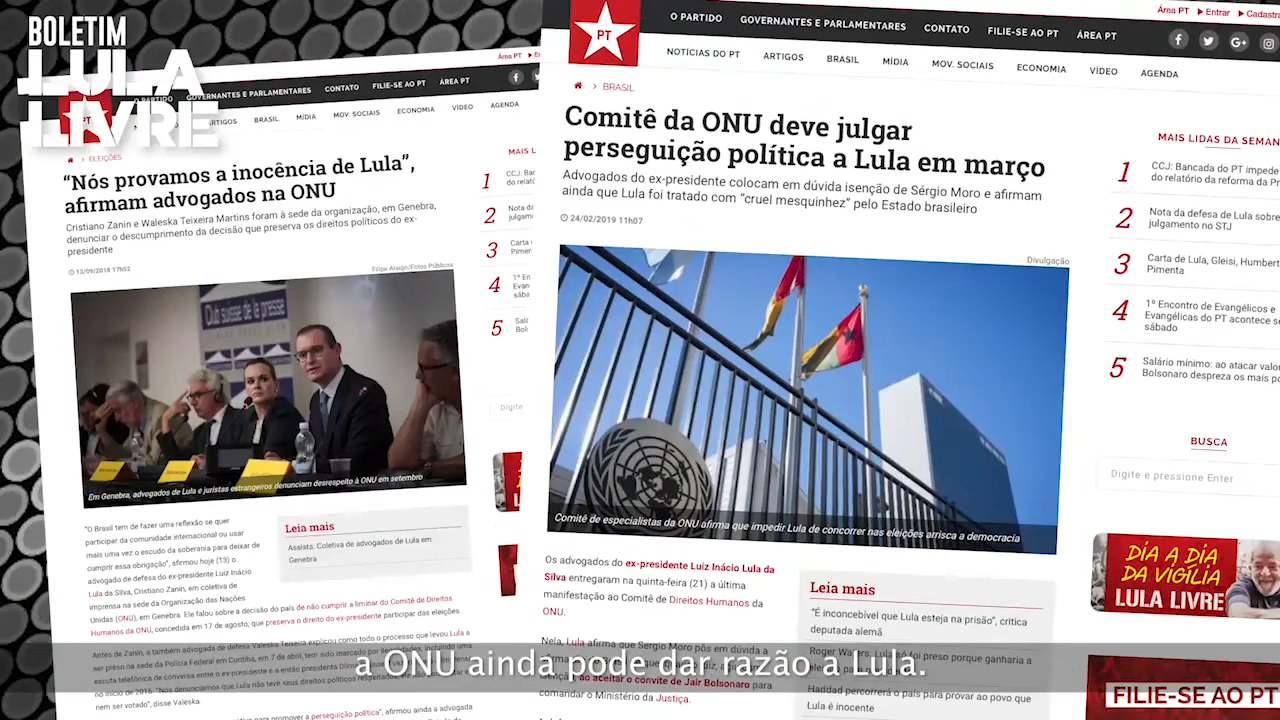 BOLETIM
LULA
LIVRE
Área PT
GOVERNANTES E PARLAMENTARES
CONTATO
FILIE-SE AO PT
ÁREA PT
BRASIL
MÍDIA
MOV. SOCIAIS
ECONOMIA
VÍDEO
AGENDA
ELEIÇÕES
“Nós provamos a inocência de Lula”,
afirmam advogados na ONU
Cristiano Zanin e Waleska Teixeira Martins foram à sede da organização, em Genebra,
denunciar o descumprimento da decisão que preserva os direitos políticos do ex-
presidente
13/09/2018 17h52
Filipe Araujo/Fotos Públicas
Club suisse de la presse
Em Genebra, advogados de Lula e juristas estrangeiros denunciam desrespeito à ONU em setembro
"O Brasil tem de fazer uma reflexão se quer
participar da comunidade internacional ou usar
mais uma vez o escudo da soberania para deixar de
cumprir essa obrigação", afirmou hoje (13) o
advogado de defesa do ex-presidente Luiz Inácio
Lula da Silva, Cristiano Zanin, em coletiva de
imprensa na sede da Organização das Nações
Unidas (ONU), em Genebra. Ele falou sobre a decisão do país de não cumprir a liminar do Comitê de Direitos
Humanos da ONU, concedida em 17 de agosto, que preserva o direito do ex-presidente participar das eleições.
Leia mais
Assista: Coletiva de advogados de Lula em
Genebra
Antes de Zanin, a também advogada de defesa Valeska Teixeira explicou como todo o processo que levou Lula a
ser preso na sede da Polícia Federal em Curitiba, em 7 de abril, tem sido marcado por
escuta telefônica de conversa entre o ex-presidente e a então presidenta
no início de 2016. "Nós denunciamos que Lula não teve seus direitos políticos respeitados
nem ser votado", disse Valeska.
para promover a perseguição política", afirmou ainda a advogada
MAIS L
1 CCJ: Ban
do relató
2 Nota da
julgam
3 Carta
Pimen
4 1º En
Evan
sába
5 Salá
Bols
Digite
PT
O PARTIDO
GOVERNANTES E PARLAMENTARES
CONTATO
FILIE-SE AO PT
ÁREA PT
Área PT
Entrar
Cadastra
NOTÍCIAS DO PT
ARTIGOS
BRASIL
MÍDIA
MOV. SOCIAIS
ECONOMIA
VÍDEO
AGENDA
BRASIL
Comitê da ONU deve julgar
perseguição política a Lula em março
Advogados do ex-presidente colocam em dúvida isenção de Sérgio Moro e afirmam
ainda que Lula foi tratado com “cruel mesquinhez” pelo Estado brasileiro
24/02/2019 11h07
Divulgação
Comitê de especialistas da ONU afirma que impedir Lula de concorrer nas eleições arrisca a democracia
Os advogados do ex-presidente Luiz Inácio Lula da
Silva entregaram na quinta-feira (21) a última
manifestação ao Comitê de Direitos Humanos da
ONU.
Nela, Lula afirma que Sergio Moro pôs em dúvida a
ao aceitar o convite de Jair Bolsonaro para
comandar o Ministério da Justiça.
Leia mais
“É inconcebível que Lula esteja na prisão”, critica
deputada alemã
Roger Waters: Lula só foi preso porque ganharia a
Haddad percorrerá o país para provar ao povo que
Lula é inocente
MAIS LIDAS DA SEMAN
1 CCJ: Bancada do PT impede
do relatório da reforma da Pr
2 Nota da defesa de Lula sobre
julgamento no STJ
3 Carta de Lula, Gleisi, Humbert
Pimenta
4 1º Encontro de Evangélicos e
Evangélicas do PT acontece se
sábado
5 Salário mínimo: ao atacar valor
Bolsonaro despreza os mais po
BUSCA
Digite e pressione Enter
DIA A DIA
DA VIGÍLIA
LULA LIVRE
FILIE-SE AO PT
a ONU ainda pode dar razão a Lula.